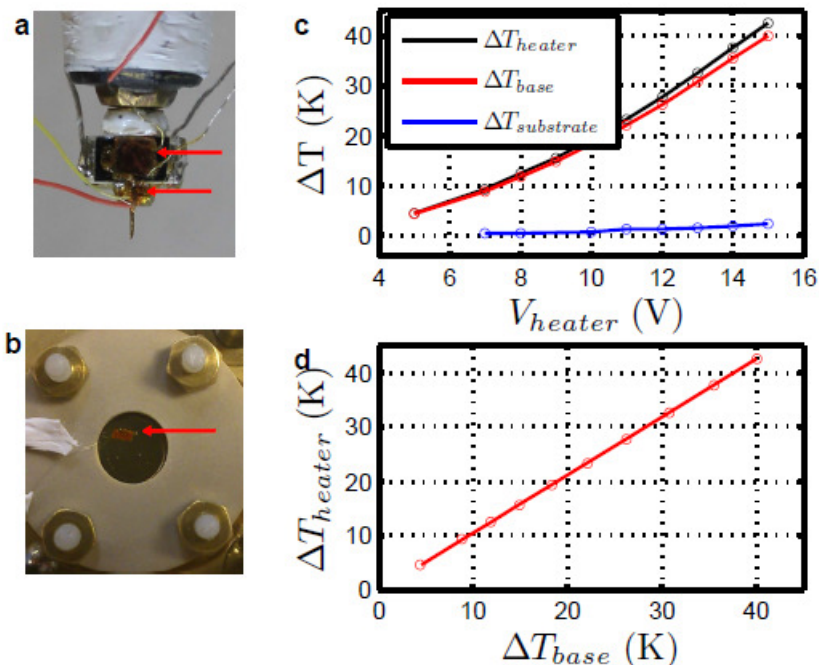 a
b
c
ΔT_heater
ΔT_base
ΔT_substrate
ΔT (K)
40
30
20
10
0
4 6 8 10 12 14 16
V_heater (V)
d
ΔT_heater (K)
40
30
20
10
0
0 10 20 30 40
ΔT_base (K)